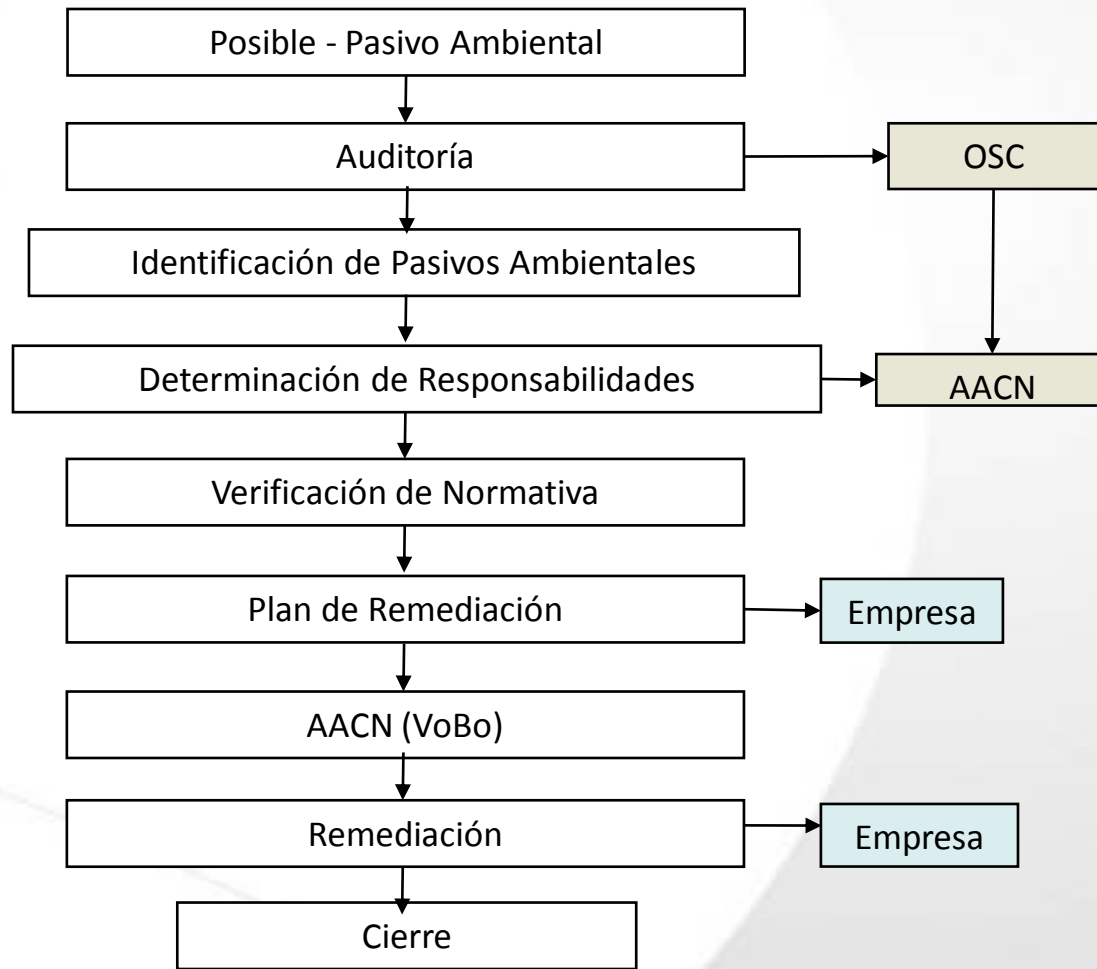 Posible - Pasivo Ambiental
Auditoría
OSC
Identificación de Pasivos Ambientales
Determinación de Responsabilidades
AACN
Verificación de Normativa
Plan de Remediación
Empresa
AACN (VoBo)
Remediación
Empresa
Cierre